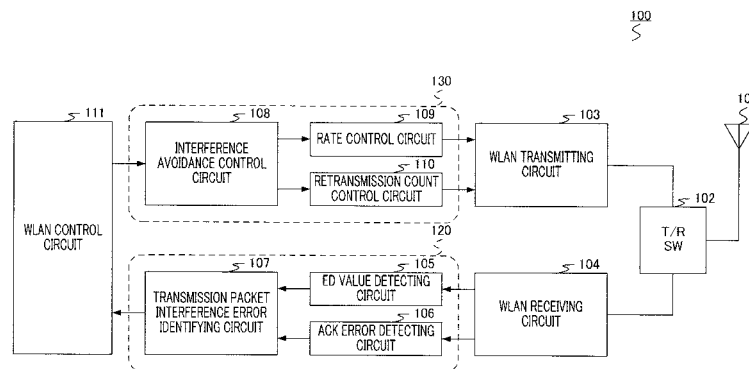 100
130
111
108
109
103
10
INTERFERENCE
AVOIDANCE CONTROL
CIRCUIT
RATE CONTROL CIRCUIT
110
RETRANSMISSION COUNT
CONTROL CIRCUIT
WLAN TRANSMITTING
CIRCUIT
102
T/R
SW
WLAN CONTROL
CIRCUIT
120
107
105
104
TRANSMISSION PACKET
INTERFERENCE ERROR
IDENTIFYING CIRCUIT
ED VALUE DETECTING
CIRCUIT
106
ACK ERROR DETECTING
CIRCUIT
WLAN RECEIVING
CIRCUIT